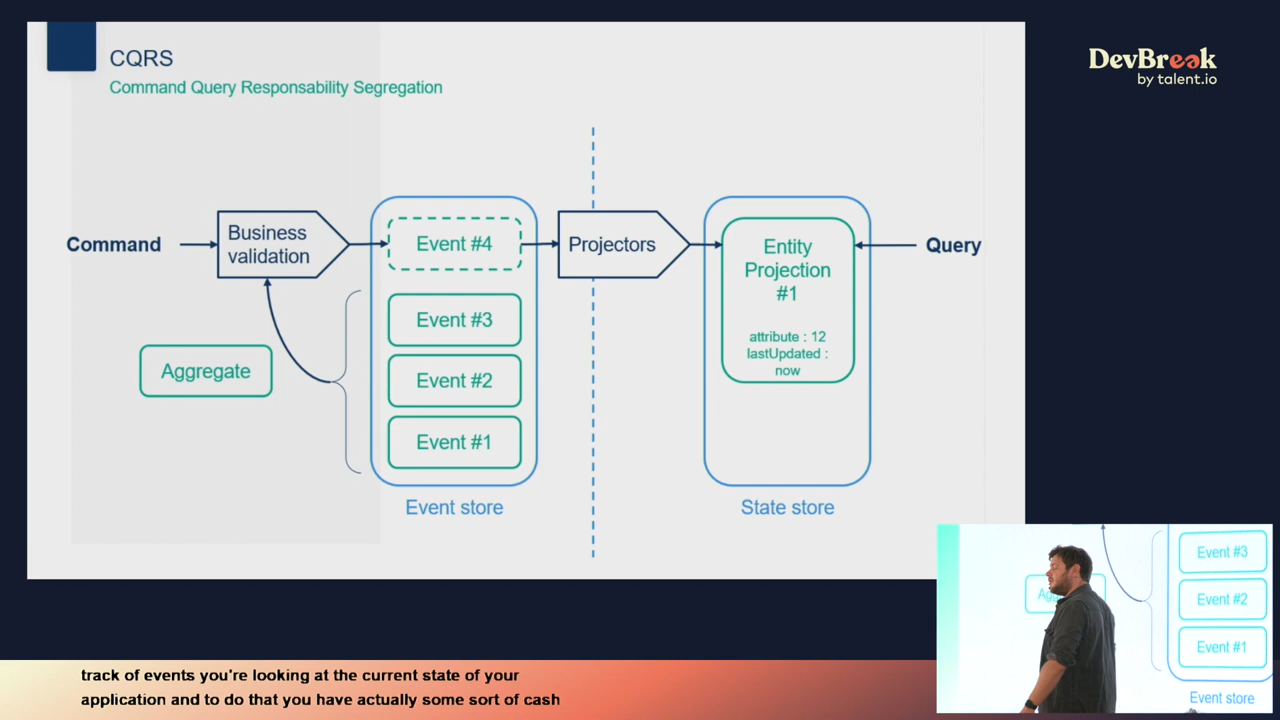 CQRS
Command Query Responsability Segregation
DevBreak
by talent.io
Command
Business
validation
Event #4
Projectors
Entity
Projection
#1
attribute : 12
lastUpdated :
now
Query
Event #3
Aggregate
Event #2
Event #1
Event store
State store
Event #3
Event #2
Event #1
Event store
track of events you're looking at the current state of your
application and to do that you have actually some sort of cash